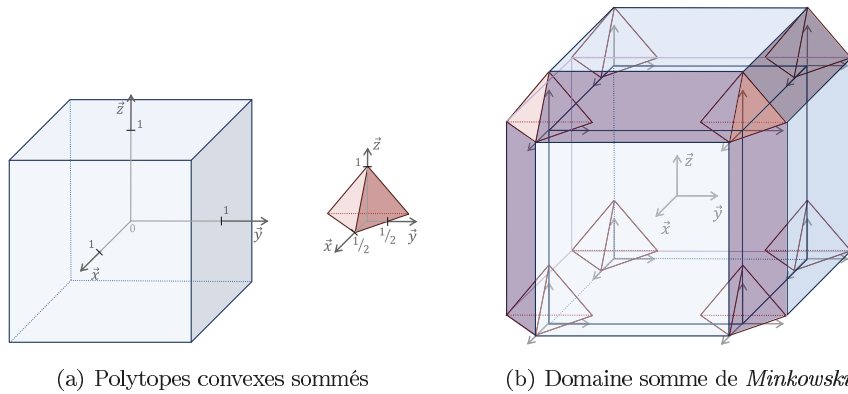 z⃗
1
0
1
y⃗
1
x⃗
z⃗
1
x⃗
1/2
1/2
y⃗
z⃗
y⃗
x⃗
(a) Polytopes convexes sommés
(b) Domaine somme de Minkowski